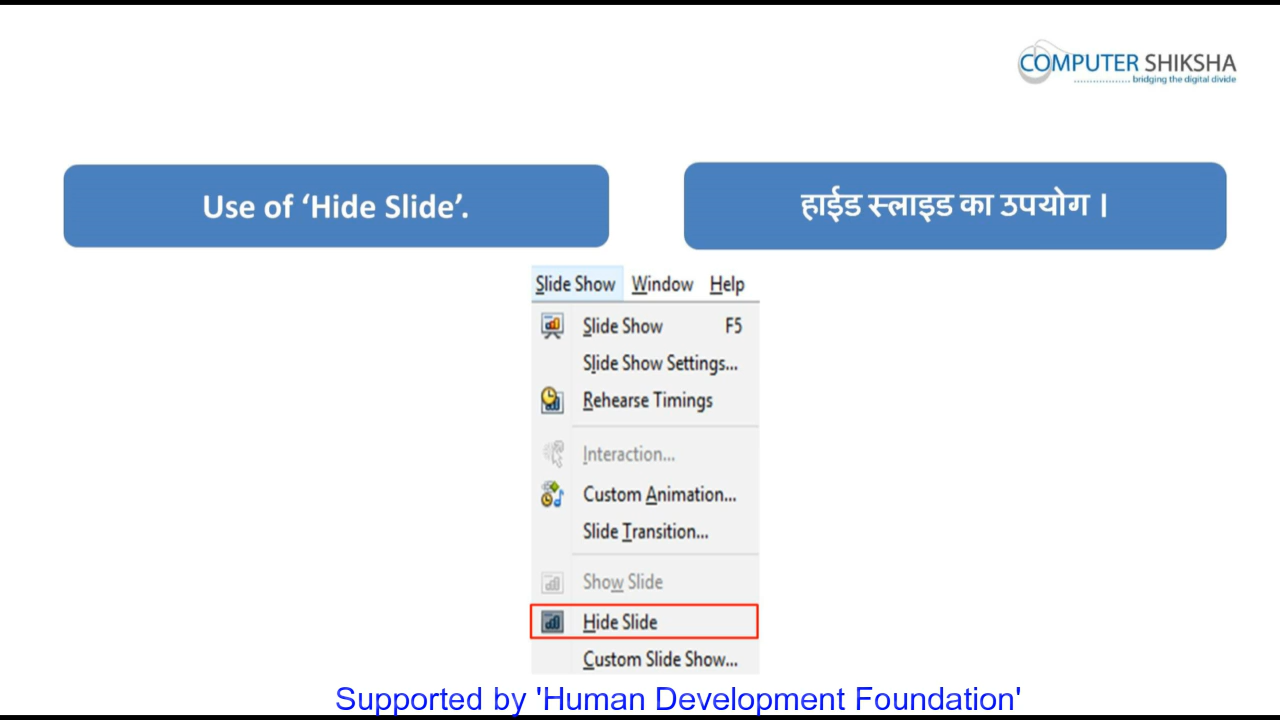 COMPUTER SHIKSHA
.................. bridging the digital divide
Use of ‘Hide Slide’.
हाईड स्लाइड का उपयोग ।
Slide Show Window Help
Slide Show F5
Slide Show Settings...
Rehearse Timings
Interaction...
Custom Animation...
Slide Transition...
Show Slide
Hide Slide
Custom Slide Show...
Supported by 'Human Development Foundation'